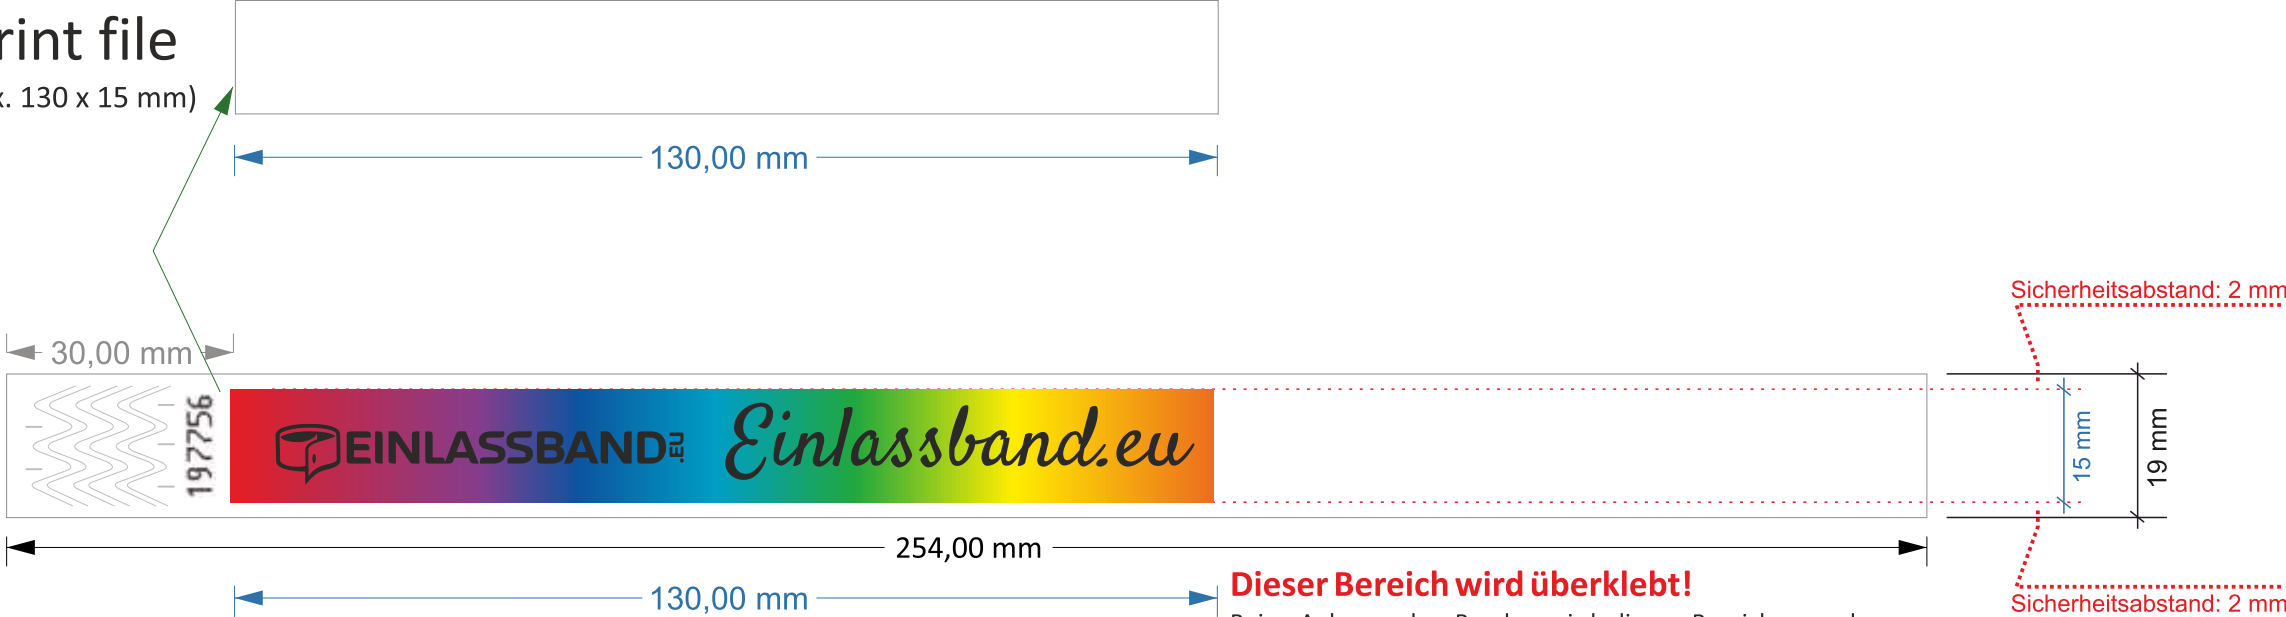 rint file
x. 130 x 15 mm)
130,00 mm
Sicherheitsabstand: 2 mm
30,00 mm
197756
EINLASSBAND.EU
Einlassband.eu
15 mm
19 mm
254,00 mm
Dieser Bereich wird überklebt!
130,00 mm
Sicherheitsabstand: 2 mm